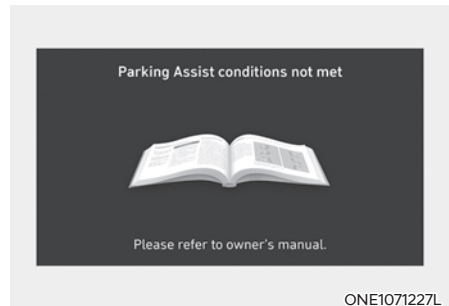 Parking Assist conditions not met
Please refer to owner's manual.
ONE1071227L